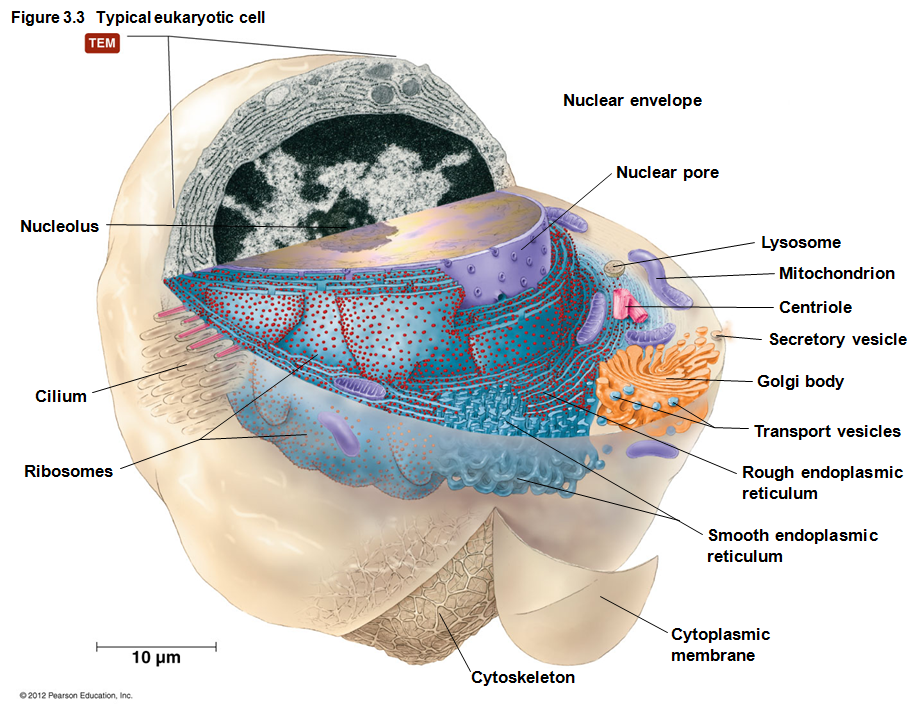 Figure 3.3 Typical eukaryotic cell
TEM
Nuclear envelope
Nuclear pore
Nucleolus
Lysosome
Mitochondrion
Centriole
Secretory vesicle
Golgi body
Cilium
Transport vesicles
Ribosomes
Rough endoplasmic
reticulum
Smooth endoplasmic
reticulum
Cytoplasmic
membrane
10 µm
Cytoskeleton
© 2012 Pearson Education, Inc.